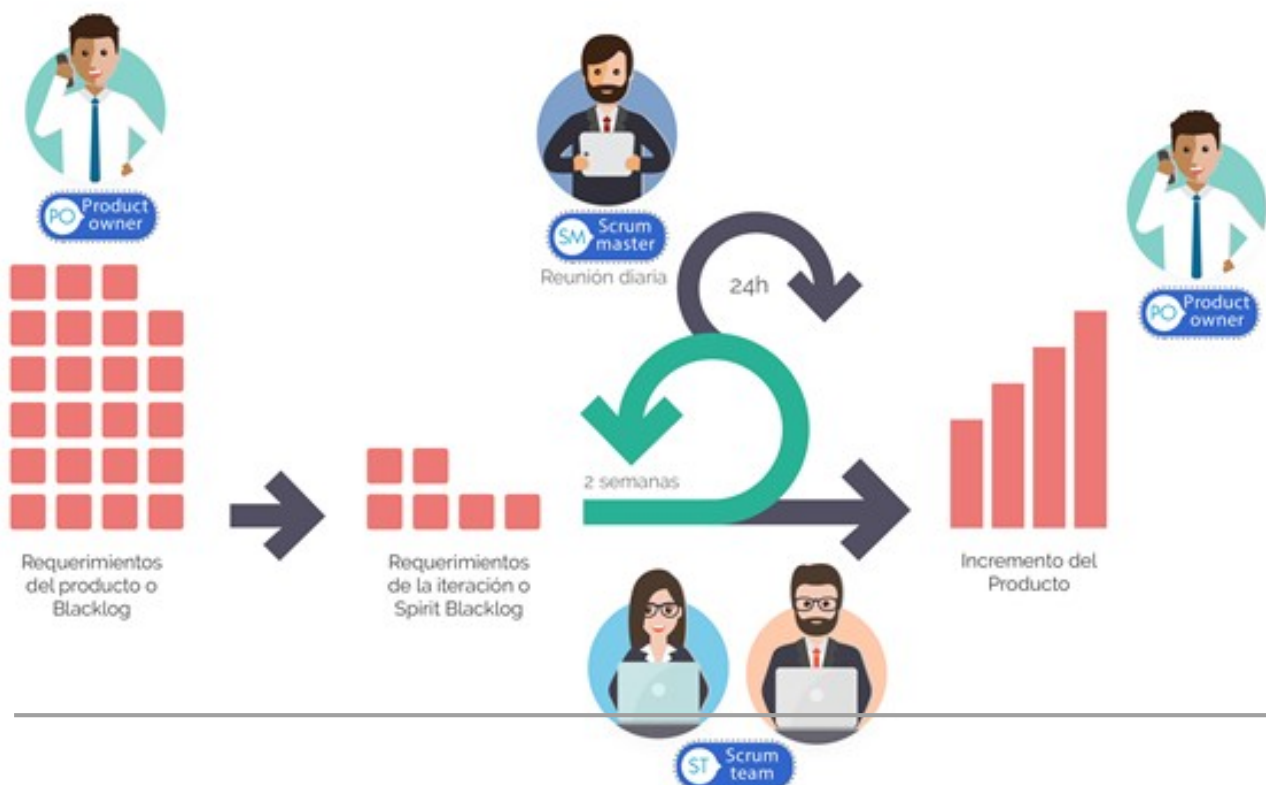 PO Product
owner
SM Scrum
master
Reunión diaria
24h
PO Product
owner
2 semanas
Requerimientos
del producto o
Blacklog
Requerimientos
de la iteración o
Spirit Blacklog
Incremento del
Producto
ST Scrum
team